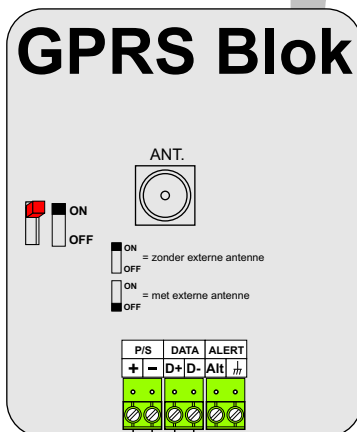 GPRS Blok
ANT.
ON
OFF
ON
= zonder externe antenne
OFF
ON
= met externe antenne
OFF
P/S DATA ALERT
+ − D+ D- Alt